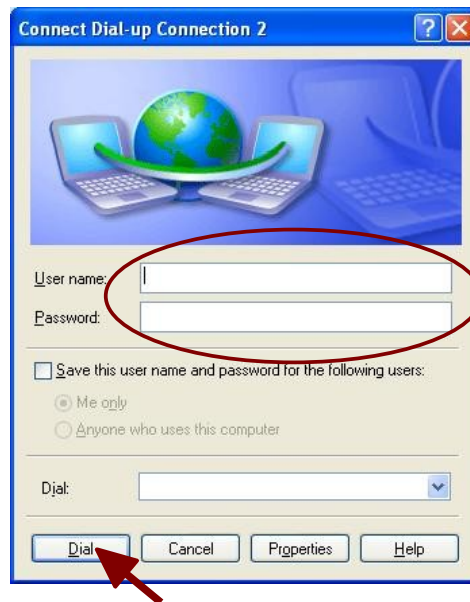 Connect Dial-up Connection 2
User name:
Password:
Save this user name and password for the following users:
Me only
Anyone who uses this computer
Dial:
Dial Cancel Properties Help